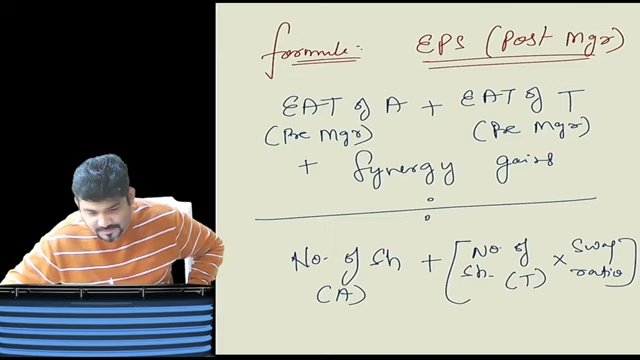 formule: EPS (Post Mgr)
EAT of A + EAT of T
(Pre Mgr) (Pre Mgr)
+ Synergy gains
÷
No. of Sh + [No. of Sh. (T) × Swap ratio]
(A)